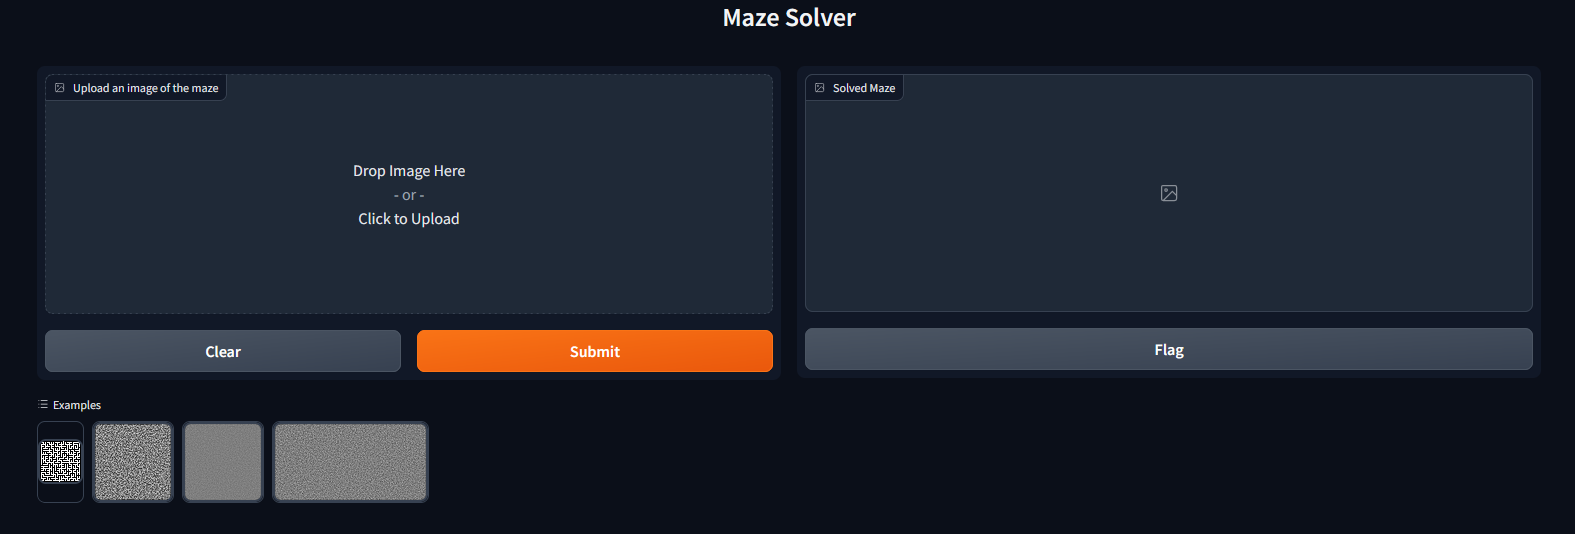 Maze Solver
Upload an image of the maze
Drop Image Here
- or -
Click to Upload
Clear
Submit
Solved Maze
Flag
Examples